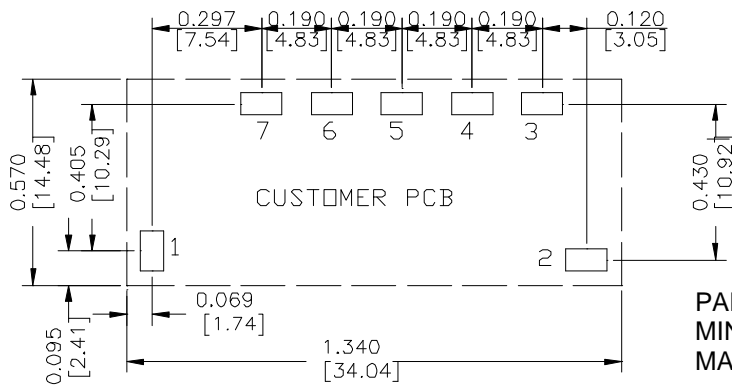 0.297 0.190 0.190 0.190 0.190 0.120
[7.54] [4.83] [4.83] [4.83] [4.83] [3.05]
7 6 5 4 3
0.570
[14.48]
0.405
[10.29]
CUSTOMER PCB
0.430
[10.92]
1
2
0.069
[1.74]
0.095
[2.41]
1.340
[34.04]
PA
MIN
MA